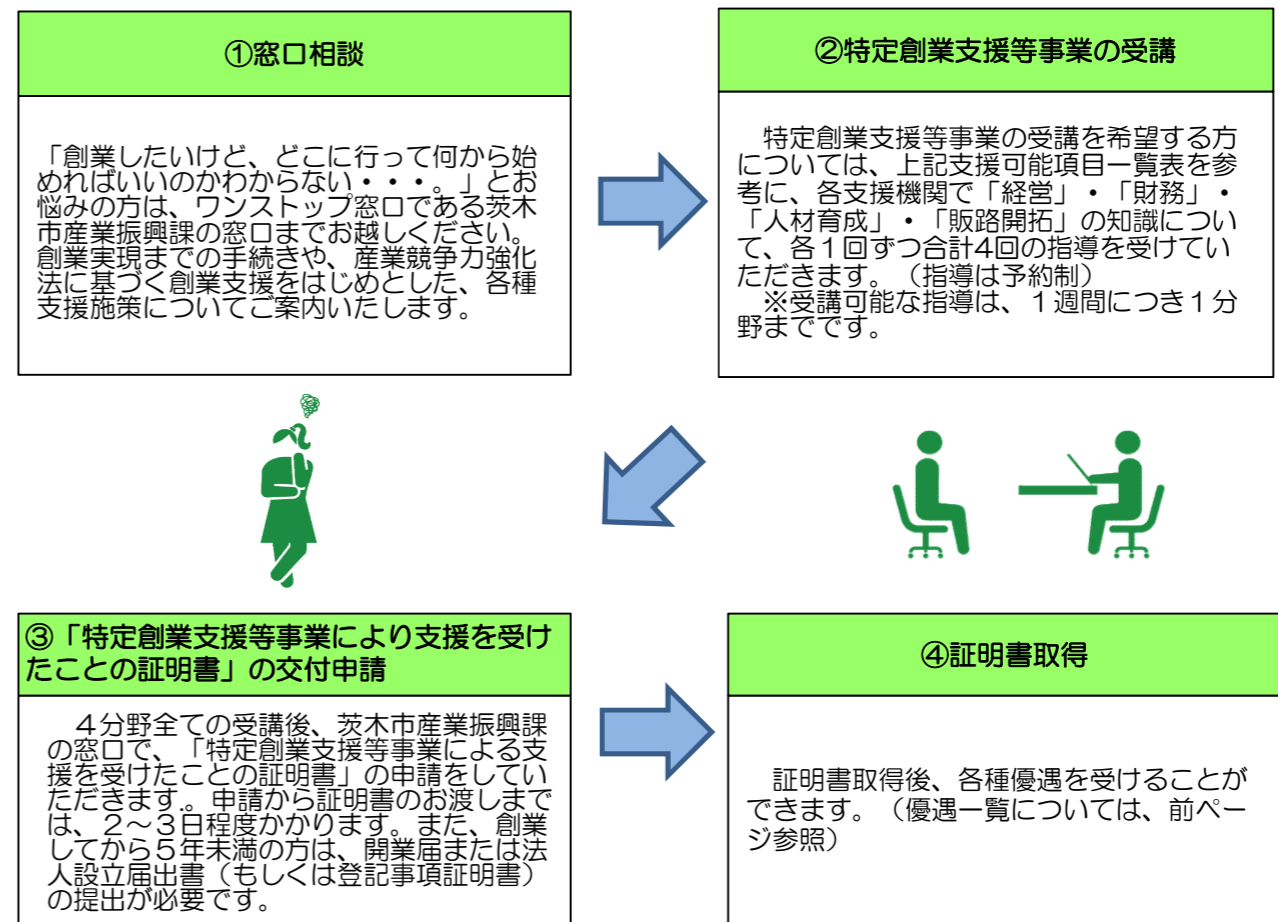 ①窓口相談
「創業したいけど、どこに行って何から始
めればいいのかわからない・・・。」とお
悩みの方は、ワンストップ窓口である茨木
市産業振興課の窓口までお越しください。
創業実現までの手続きや、産業競争力強化
法に基づく創業支援をはじめとした、各種
支援施策についてご案内いたします。
②特定創業支援等事業の受講
　特定創業支援等事業の受講を希望する方
については、上記支援可能項目一覧表を参
考に、各支援機関で「経営」・「財務」・
「人材育成」・「販路開拓」の知識につい
て、各１回ずつ合計4回の指導を受けてい
ただきます。（指導は予約制）
　※受講可能な指導は、１週間につき１分
野までです。
③「特定創業支援等事業により支援を受け
たことの証明書」の交付申請
　４分野全ての受講後、茨木市産業振興課
の窓口で、「特定創業支援等事業による支
援を受けたことの証明書」の申請をしてい
ただきます.。申請から証明書のお渡しまで
は、２～３日程度かかります。また、創業
してから５年未満の方は、開業届または法
人設立届出書（もしくは登記事項証明書）
の提出が必要です。
④証明書取得
　証明書取得後、各種優遇を受けることが
できます。（優遇一覧については、前ペー
ジ参照）